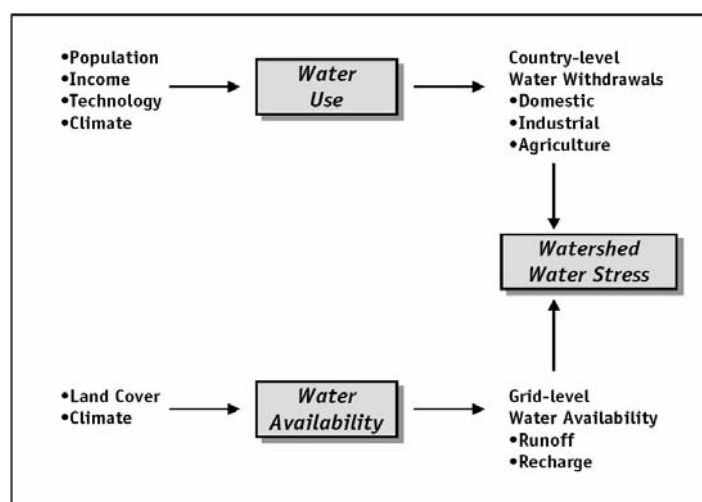 •Population
•Income
•Technology
•Climate
Water
Use
Country-level
Water Withdrawals
•Domestic
•Industrial
•Agriculture
Watershed
Water Stress
•Land Cover
•Climate
Water
Availability
Grid-level
Water Availability
•Runoff
•Recharge